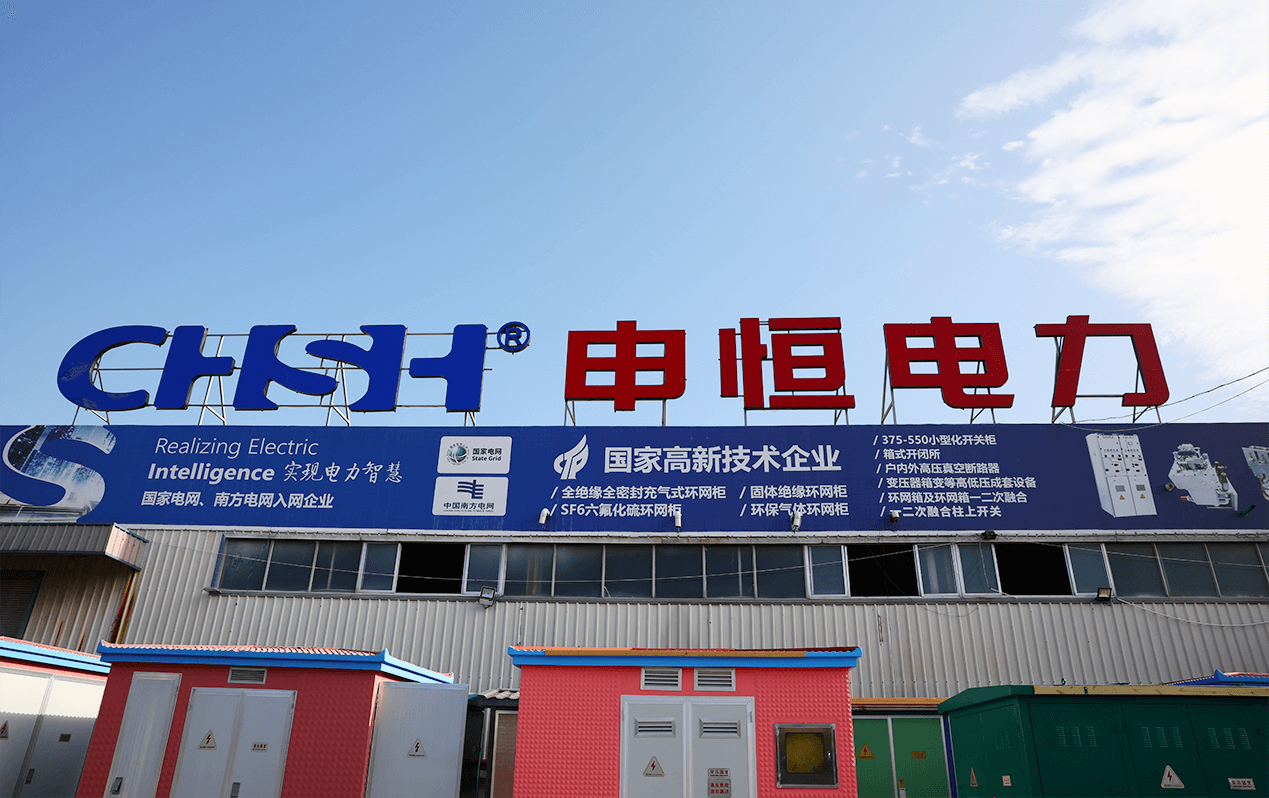 CHSH® 申恒电力
Realizing Electric
Intelligence 实现电力智慧
国家电网、南方电网入网企业
国家电网
State Grid
中国南方电网
国家高新技术企业
/ 全绝缘全密封充气式环网柜
/ 固体绝缘环网柜
/ SF6六氟化硫环网柜
/ 环保气体环网柜
/ 375-550小型化开关柜
/ 箱式开闭所
/ 户内外高压真空断路器
/ 变压器箱变等高低压成套设备
/ 环网箱及环网箱一二次融合
/ 一二次融合柱上开关